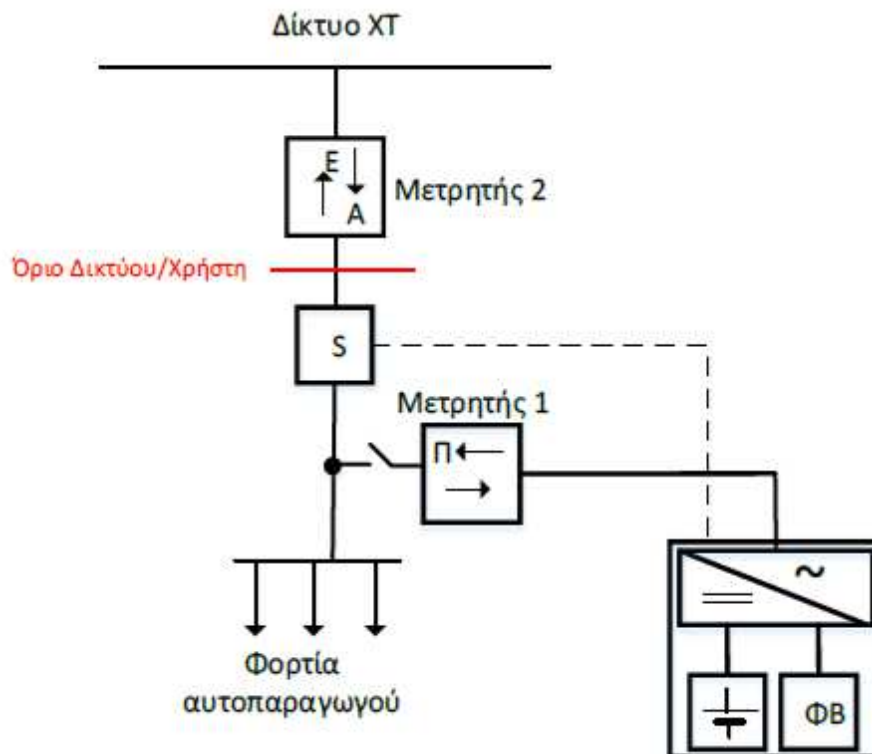 Δίκτυο ΧΤ
Ε
Α
Μετρητής 2
Όριο Δικτύου/Χρήστη
S
Μετρητής 1
Π
~
Φορτία
αυτοπαραγωγού
ΦΒ